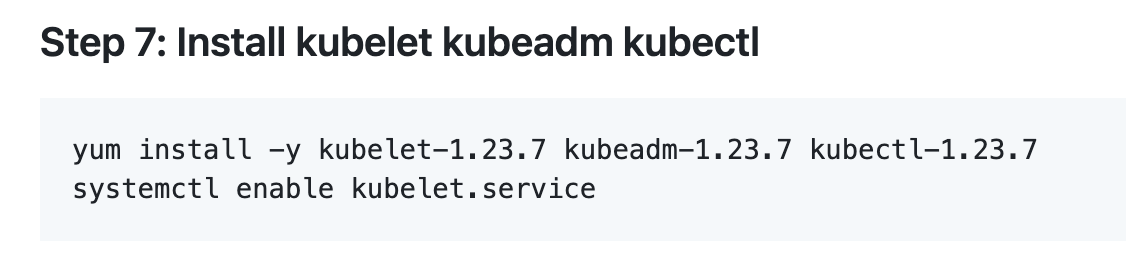 Step 7: Install kubelet kubeadm kubectl
yum install -y kubelet-1.23.7 kubeadm-1.23.7 kubectl-1.23.7
systemctl enable kubelet.service